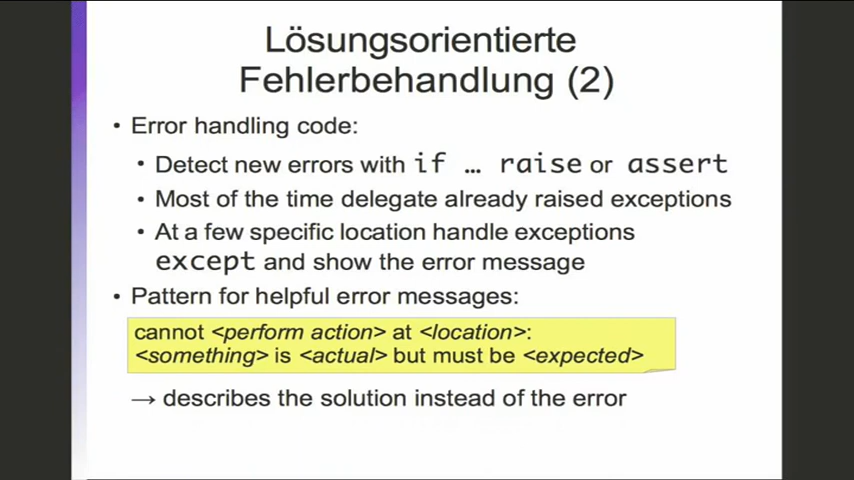 Lösungsorientierte
Fehlerbehandlung (2)
• Error handling code:
• Detect new errors with if … raise or assert
• Most of the time delegate already raised exceptions
• At a few specific location handle exceptions
except and show the error message
• Pattern for helpful error messages:
cannot <perform action> at <location>:
<something> is <actual> but must be <expected>
→ describes the solution instead of the error